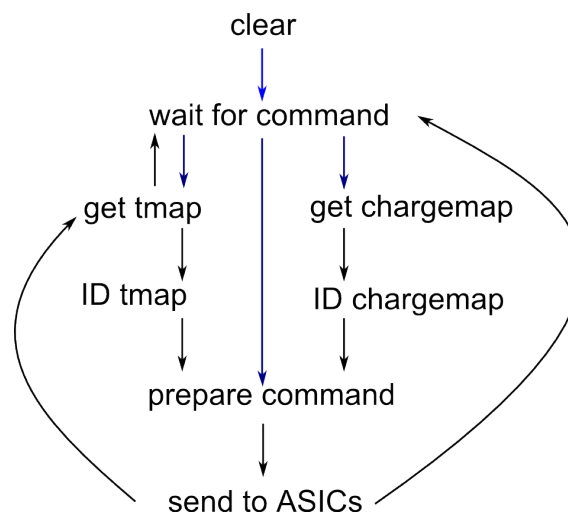 clear
wait for command
get tmap
get chargemap
ID tmap
ID chargemap
prepare command
send to ASICs